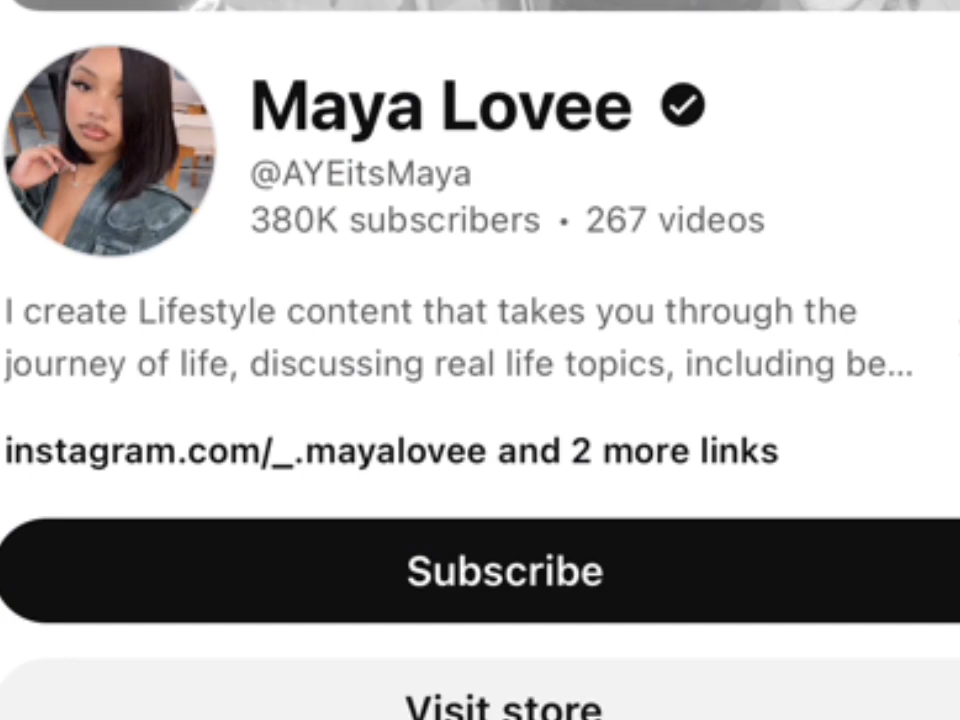 Maya Lovee
@AYEitsMaya
380K subscribers • 267 videos
I create Lifestyle content that takes you through the
journey of life, discussing real life topics, including be...
instagram.com/_.mayalovee and 2 more links
Subscribe
Visit store